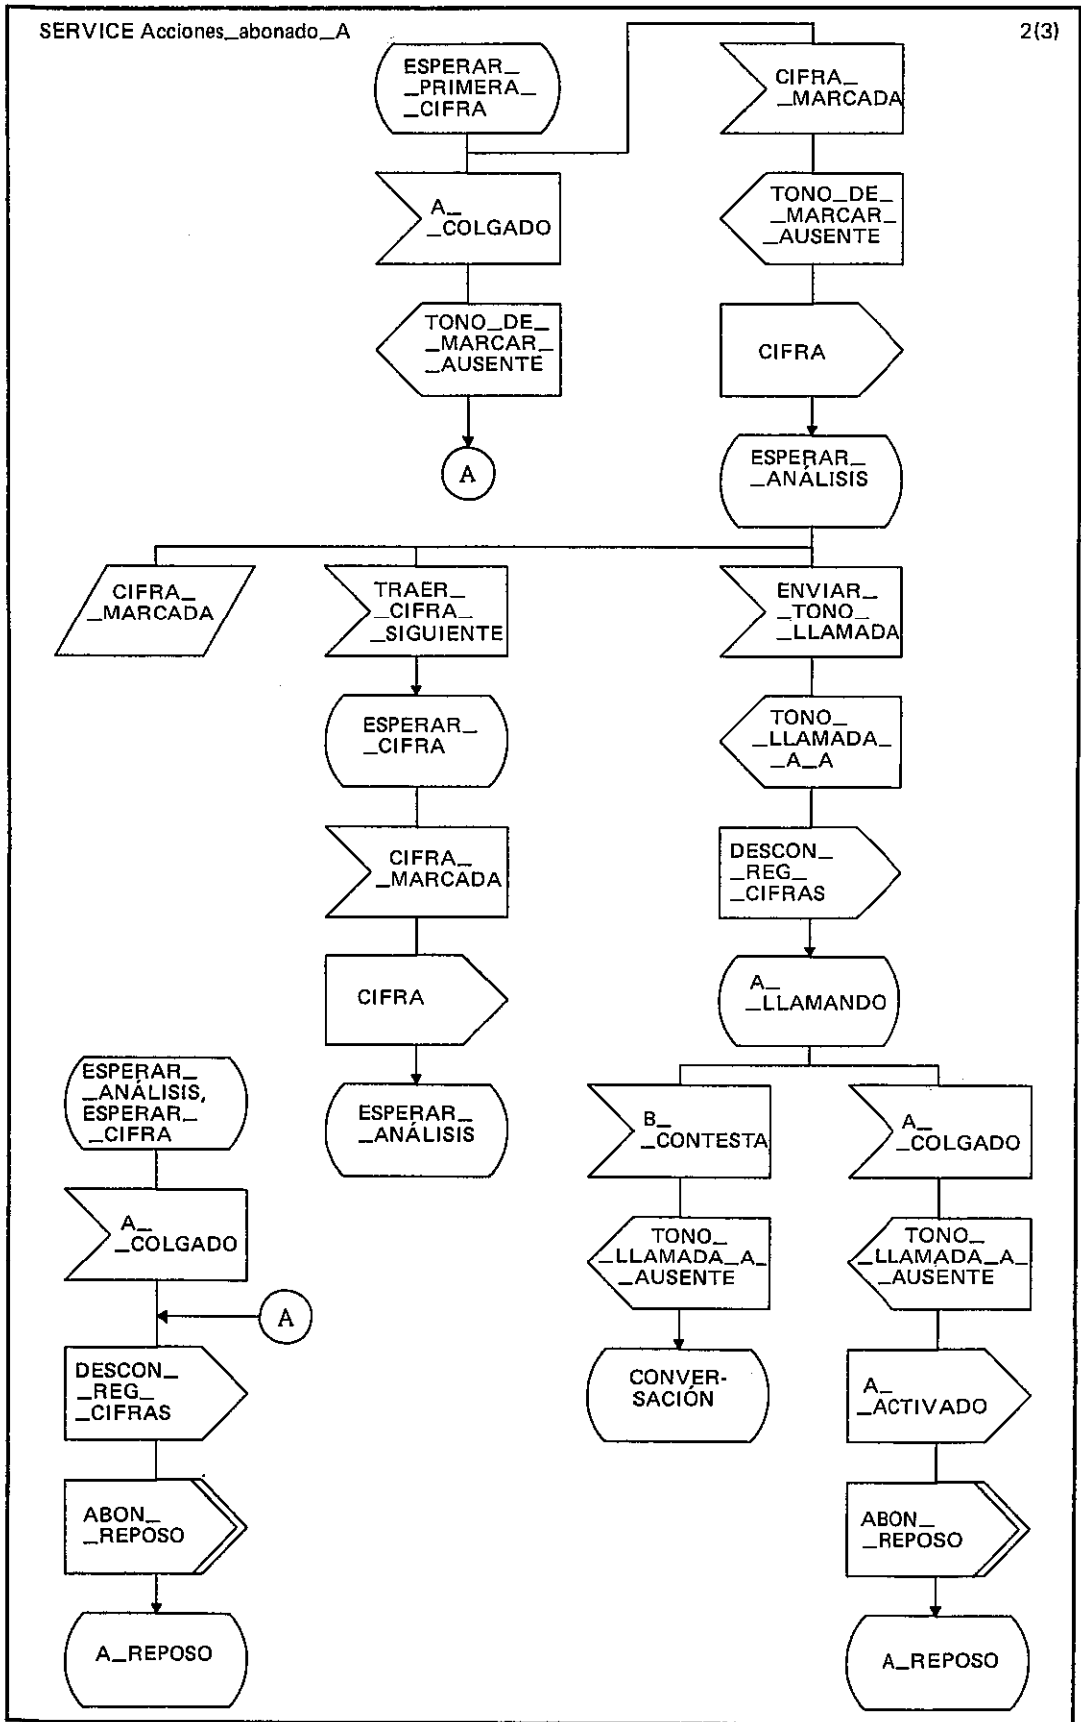 SERVICE Acciones_abonado_A
2(3)
ESPERAR_
_PRIMERA_
_CIFRA
CIFRA_
_MARCADA
A_
_COLGADO
TONO_DE_
_MARCAR_
_AUSENTE
TONO_DE_
_MARCAR_
_AUSENTE
CIFRA
A
ESPERAR_
_ANÁLISIS
CIFRA_
_MARCADA
TRAER_
_CIFRA_
_SIGUIENTE
ENVIAR_
_TONO_
_LLAMADA
ESPERAR_
_CIFRA
TONO_
_LLAMADA_
_A_A
CIFRA_
_MARCADA
DESCON_
_REG_
_CIFRAS
CIFRA
A_
_LLAMANDO
ESPERAR_
_ANÁLISIS,
ESPERAR_
_CIFRA
ESPERAR_
_ANÁLISIS
B_
_CONTESTA
A_
_COLGADO
A_
_COLGADO
TONO_
_LLAMADA_A_
_AUSENTE
TONO_
_LLAMADA_A_
_AUSENTE
A
DESCON_
_REG_
_CIFRAS
CONVER-
SACIÓN
A_
_ACTIVADO
ABON_
_REPOSO
ABON_
_REPOSO
A_REPOSO
A_REPOSO